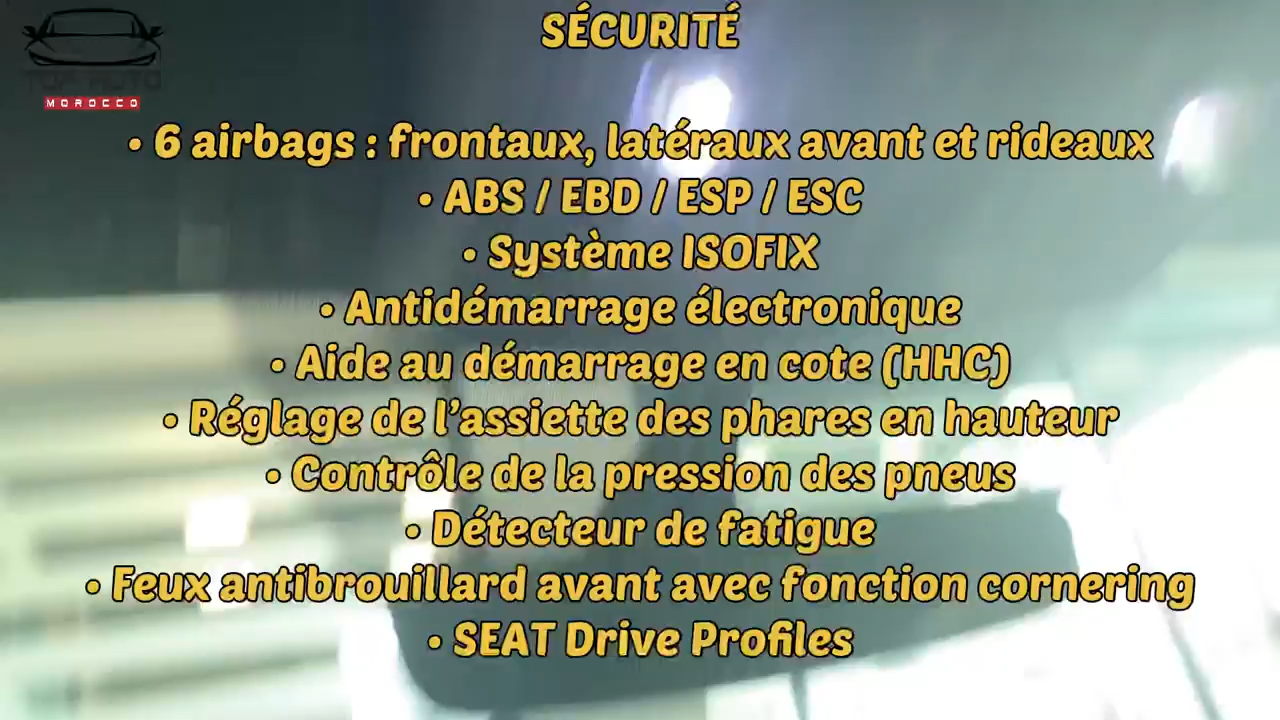 TOP AUTO
MOROCCO
SÉCURITÉ
• 6 airbags : frontaux, latéraux avant et rideaux
• ABS / EBD / ESP / ESC
• Système ISOFIX
• Antidémarrage électronique
• Aide au démarrage en cote (HHC)
• Réglage de l’assiette des phares en hauteur
• Contrôle de la pression des pneus
• Détecteur de fatigue
• Feux antibrouillard avant avec fonction cornering
• SEAT Drive Profiles